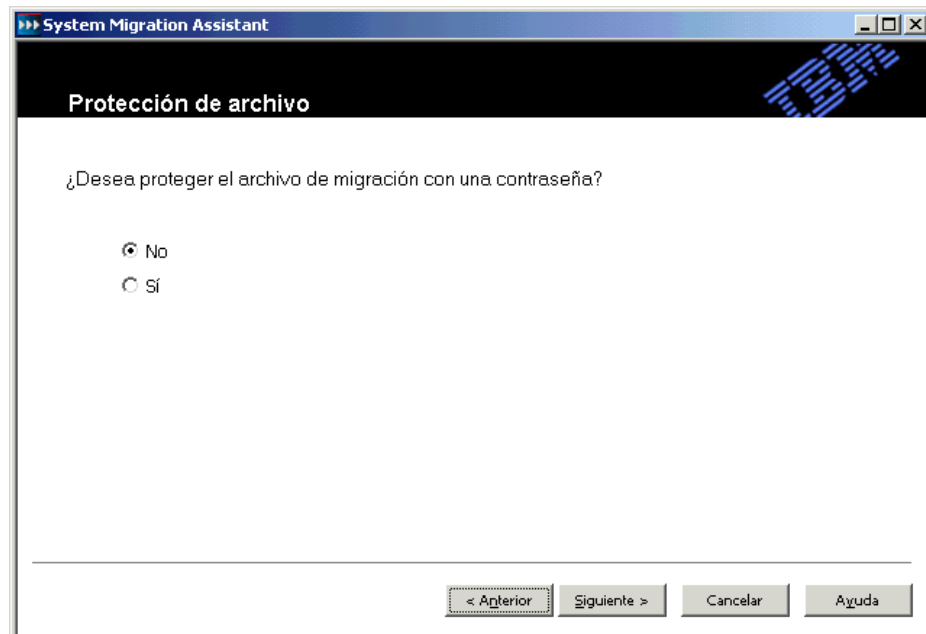 System Migration Assistant
IBM
Protección de archivo
¿Desea proteger el archivo de migración con una contraseña?
No
Sí
< Anterior
Siguiente >
Cancelar
Ayuda